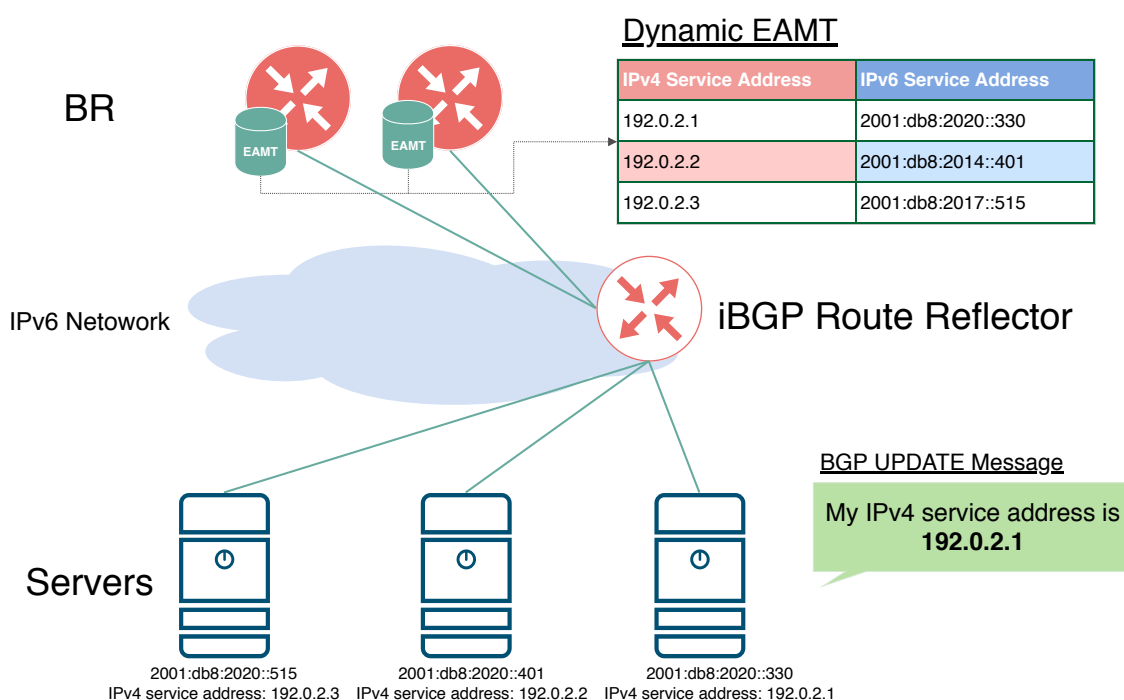 Dynamic EAMT
IPv4 Service Address IPv6 Service Address
192.0.2.1 2001:db8:2020::330
192.0.2.2 2001:db8:2014::401
192.0.2.3 2001:db8:2017::515
BR
EAMT
EAMT
IPv6 Netowork
iBGP Route Reflector
BGP UPDATE Message
My IPv4 service address is
192.0.2.1
Servers
2001:db8:2020::515
IPv4 service address: 192.0.2.3
2001:db8:2020::401
IPv4 service address: 192.0.2.2
2001:db8:2020::330
IPv4 service address: 192.0.2.1